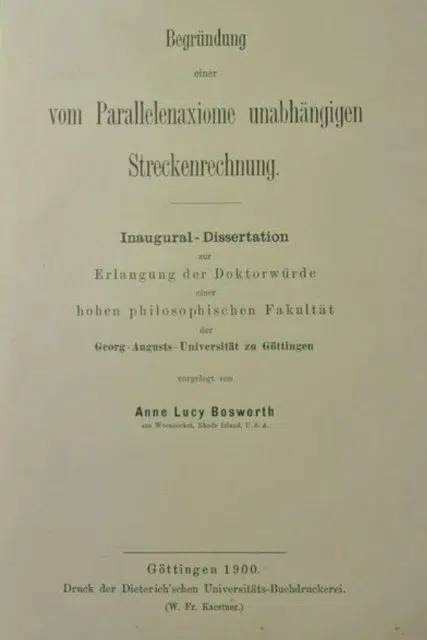 Begründung
einer
vom Parallelenaxiome unabhängigen
Streckenrechnung.
Inaugural-Dissertation
zur
Erlangung der Doktorwürde
einer
hohen philosophischen Fakultät
der
Georg-Augusts-Universität zu Göttingen
vorgelegt von
Anne Lucy Bosworth
aus Woonsocket, Rhode Island, U.S.A.
Göttingen 1900.
Druck der Dieterich'schen Universitäts-Buchdruckerei.
(W. Fr. Kaestner.)